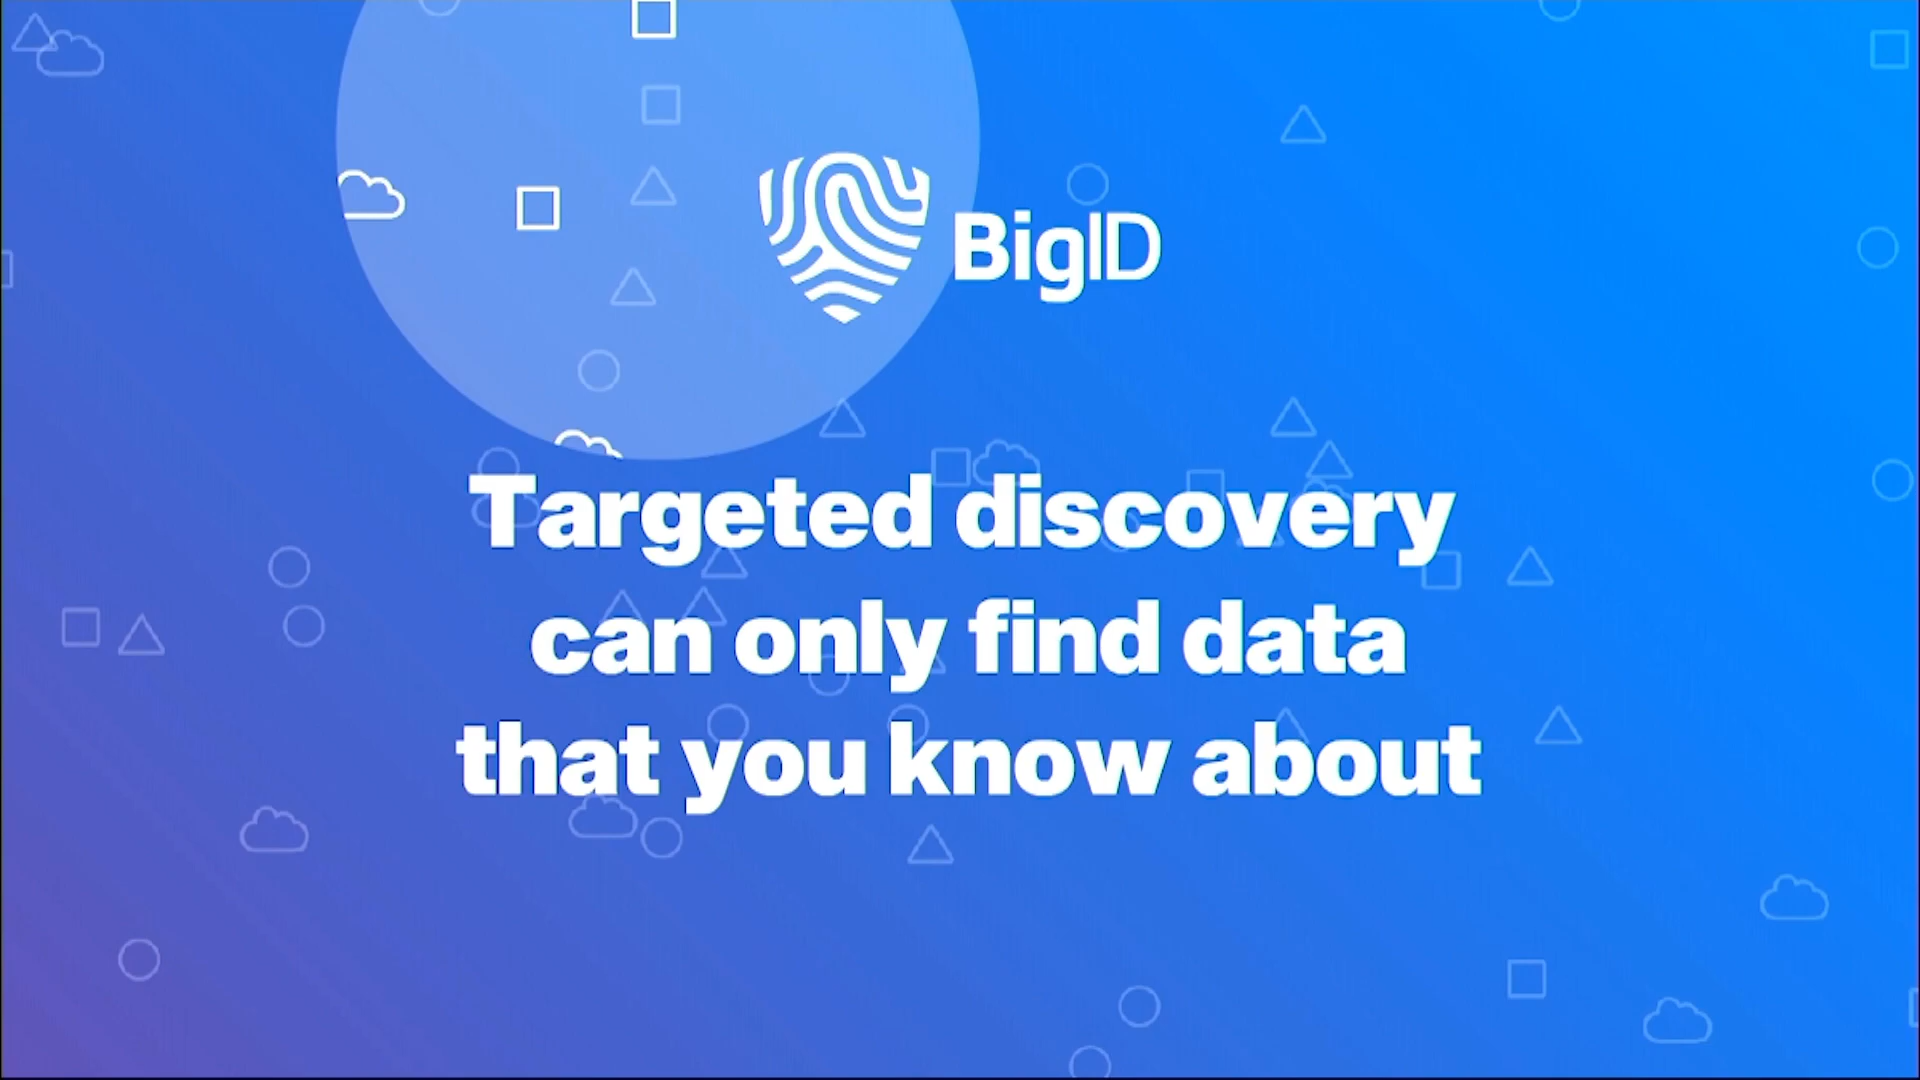 BigID
Targeted discovery
can only find data
that you know about